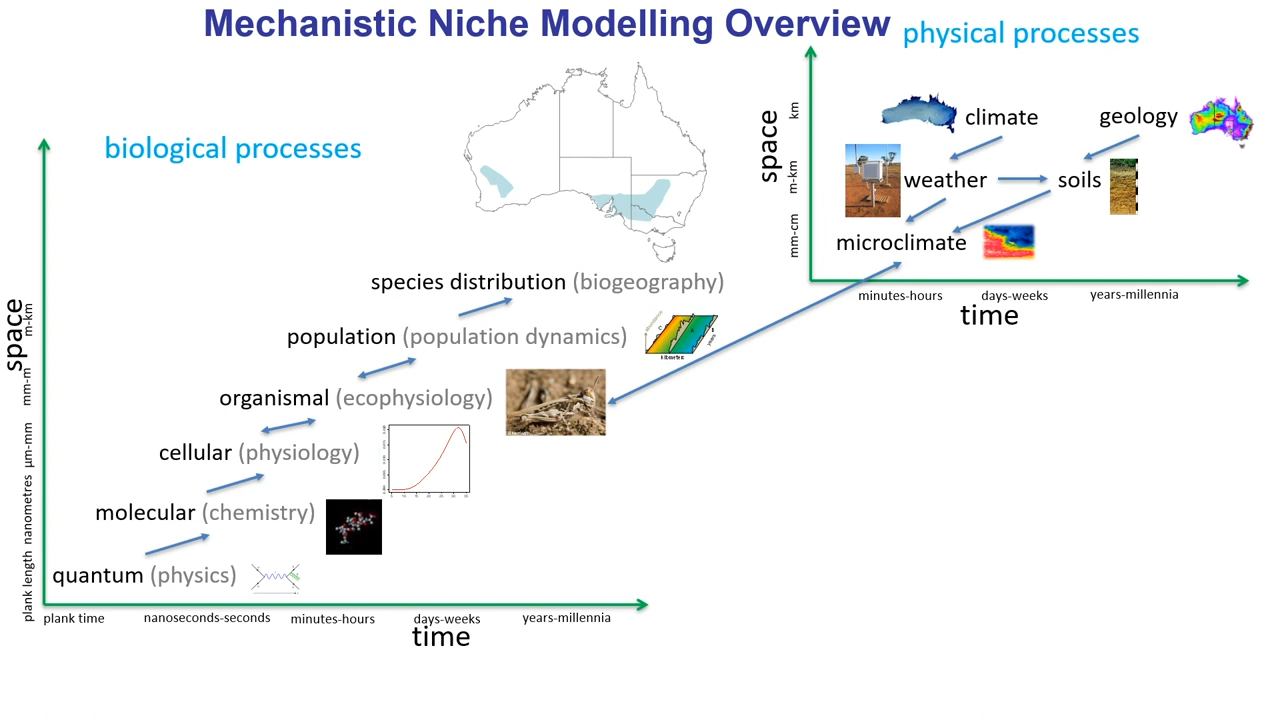 Mechanistic Niche Modelling Overview
physical processes
space
km
m-km
mm-cm
climate
geology
weather
soils
microclimate
minutes-hours
days-weeks
years-millennia
time
biological processes
space
m-km
mm-m
µm-mm
nanometres
plank length
species distribution (biogeography)
population (population dynamics)
organismal (ecophysiology)
cellular (physiology)
molecular (chemistry)
quantum (physics)
plank time
nanoseconds-seconds
minutes-hours
days-weeks
years-millennia
time
kilometres
years